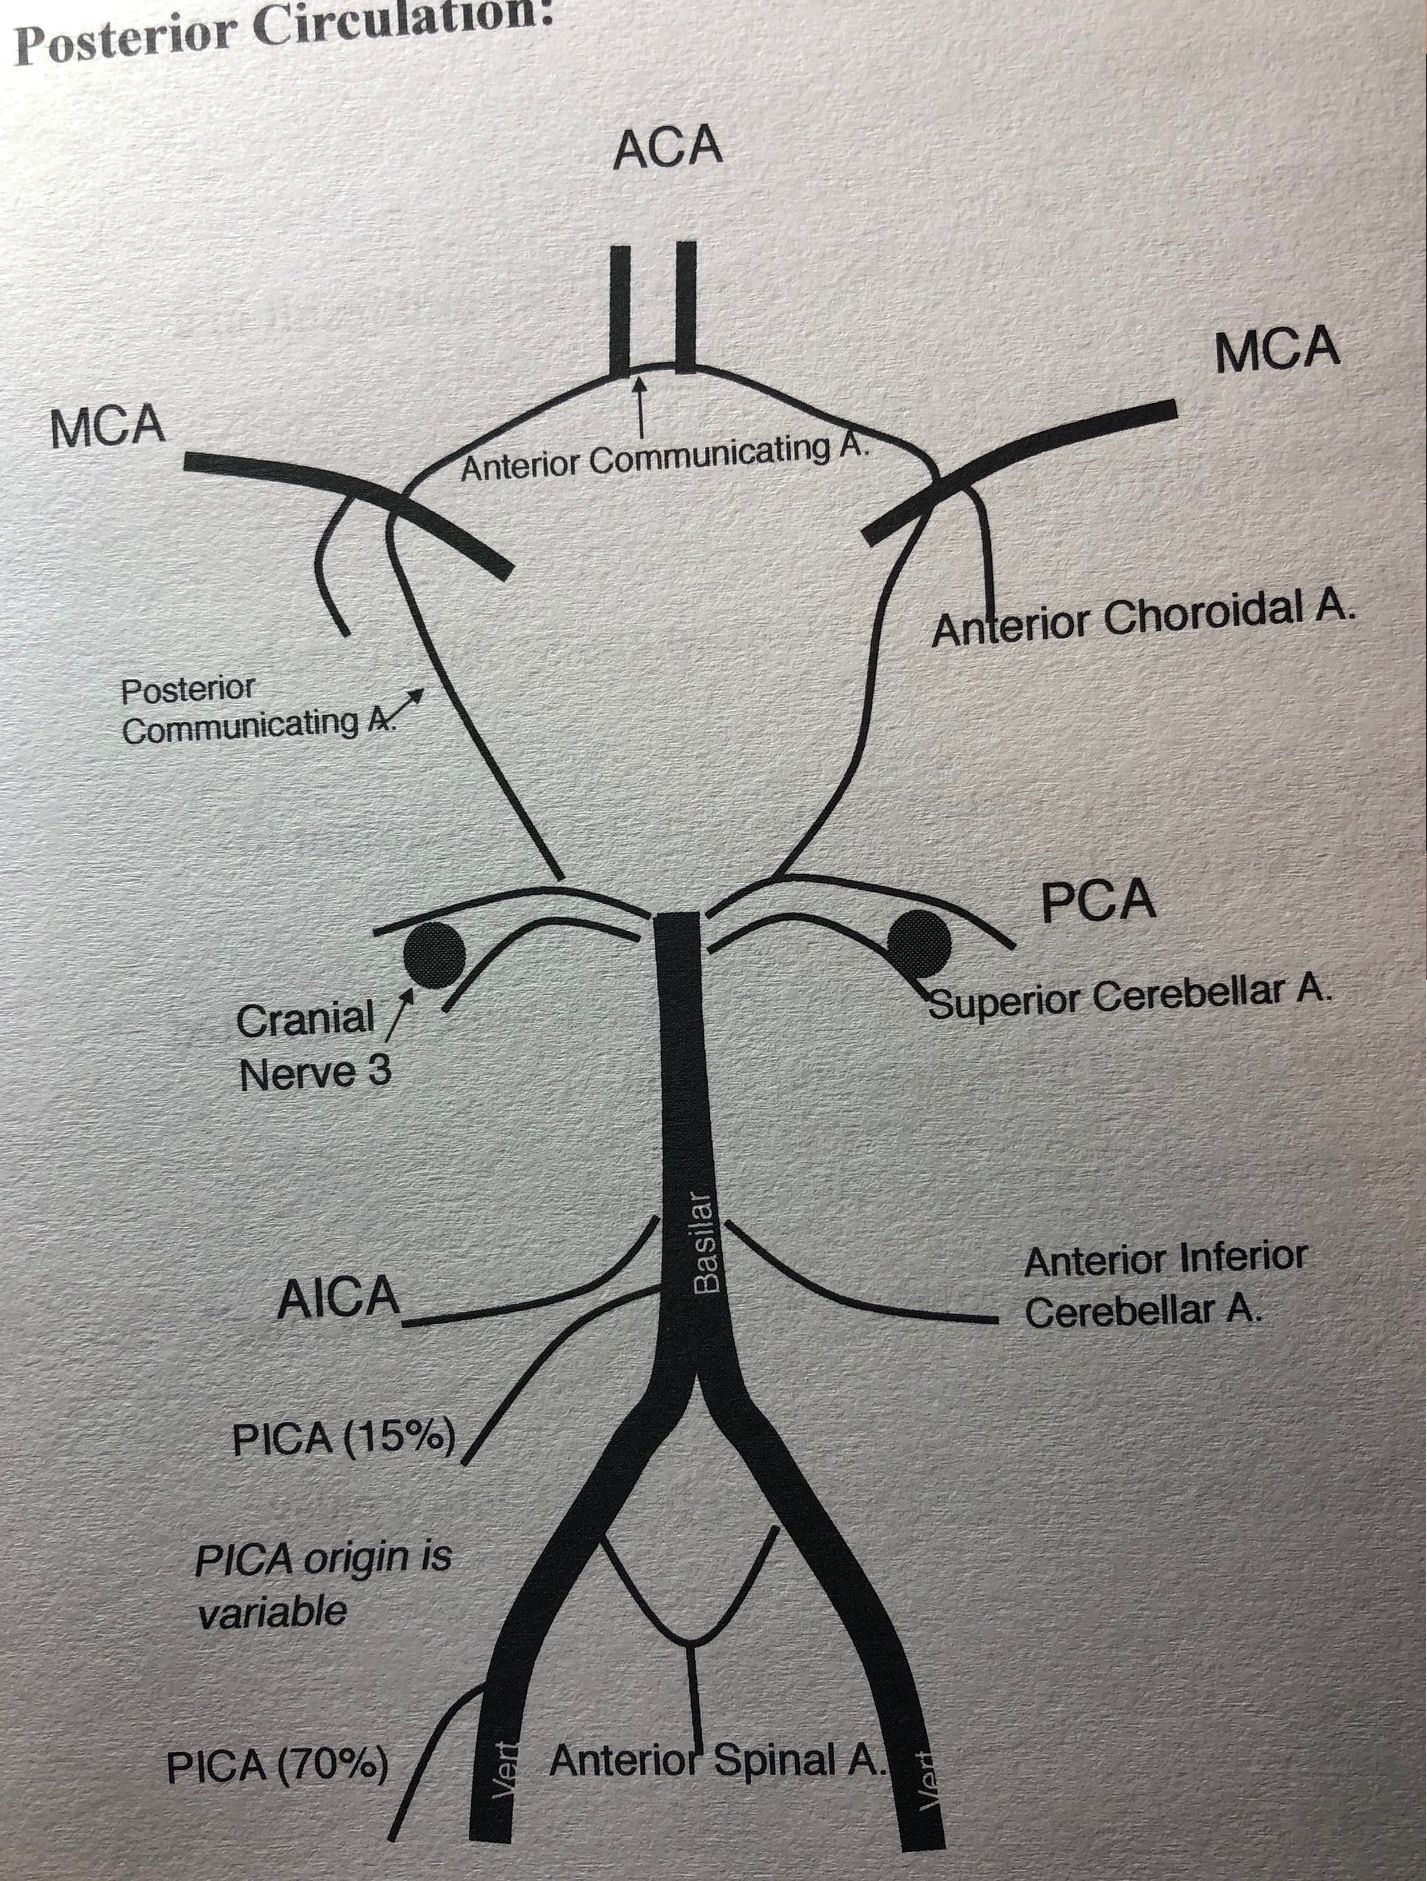 Posterior Circulation:
ACA
MCA
MCA
Anterior Communicating A.
Anterior Choroidal A.
Posterior
Communicating A.
PCA
Superior Cerebellar A.
Cranial
Nerve 3
Basilar
AICA
Anterior Inferior
Cerebellar A.
PICA (15%)
PICA origin is
variable
PICA (70%)
Vert
Anterior Spinal A.
Vert